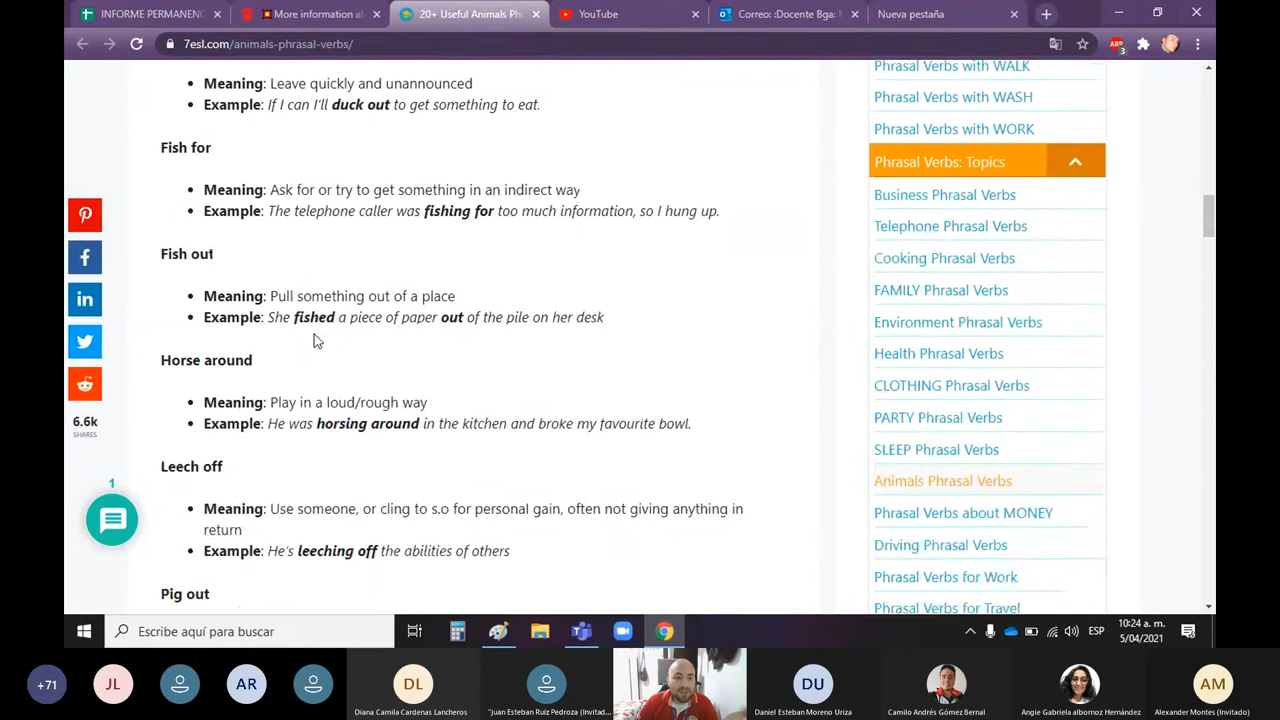 INFORME PERMANENC
More information al
20+ Useful Animals Phr
YouTube
Correo: :Docente Bga: M
Nueva pestaña
7esl.com/animals-phrasal-verbs/
ABP
3
Meaning: Leave quickly and unannounced
Example: If I can I'll duck out to get something to eat.
Fish for
Meaning: Ask for or try to get something in an indirect way
Example: The telephone caller was fishing for too much information, so I hung up.
Fish out
Meaning: Pull something out of a place
Example: She fished a piece of paper out of the pile on her desk
Horse around
Meaning: Play in a loud/rough way
Example: He was horsing around in the kitchen and broke my favourite bowl.
Leech off
Meaning: Use someone, or cling to s.o for personal gain, often not giving anything in
return
Example: He's leeching off the abilities of others
Pig out
6.6k
SHARES
1
Phrasal Verbs with WALK
Phrasal Verbs with WASH
Phrasal Verbs with WORK
Phrasal Verbs: Topics
Business Phrasal Verbs
Telephone Phrasal Verbs
Cooking Phrasal Verbs
FAMILY Phrasal Verbs
Environment Phrasal Verbs
Health Phrasal Verbs
CLOTHING Phrasal Verbs
PARTY Phrasal Verbs
SLEEP Phrasal Verbs
Animals Phrasal Verbs
Phrasal Verbs about MONEY
Driving Phrasal Verbs
Phrasal Verbs for Work
Phrasal Verbs for Travel
Escribe aquí para buscar
ESP
10:24 a. m.
5/04/2021
+71
JL
AR
DL
Diana Camila Cardenas Lancheros
"juan Esteban Ruiz Pedroza (Invitad...
DU
Daniel Esteban Moreno Uriza
Camilo Andrés Gómez Bernal
Angie Gabriela albornoz Hernández
AM
Alexander Montes (Invitado)